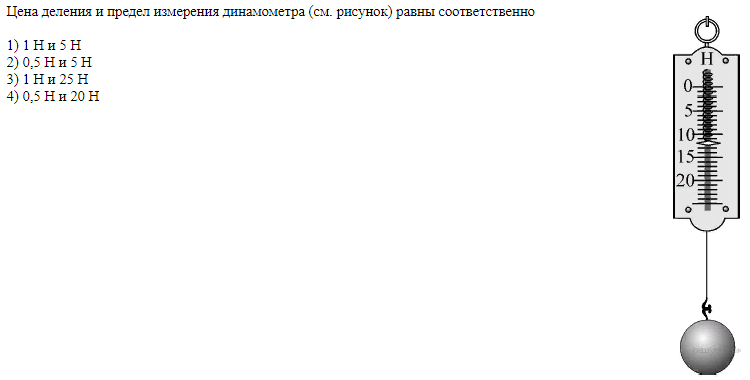 Цена деления и предел измерения динамометра (см. рисунок) равны соответственно
1) 1 Н и 5 Н
2) 0,5 Н и 5 Н
3) 1 Н и 25 Н
4) 0,5 Н и 20 Н
Н
0
5
10
15
20